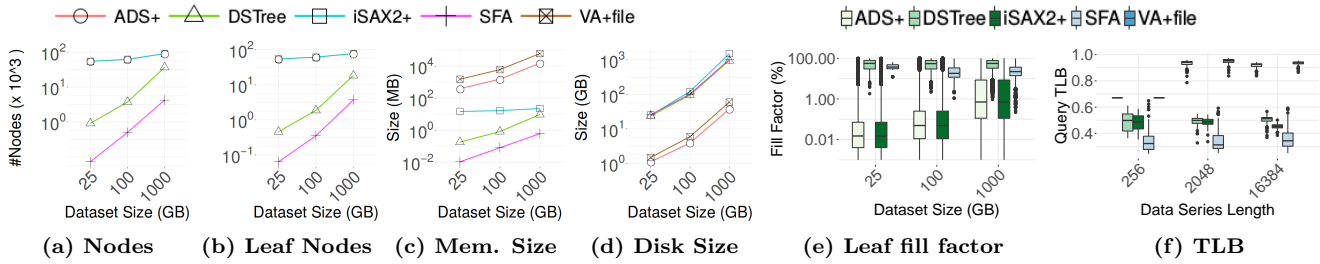 ADS+ DSTree iSAX2+ SFA VA+file
ADS+ DSTree iSAX2+ SFA VA+file
#Nodes (x 10^3)
10^2
10^1
10^0
25 100 1000
Dataset Size (GB)
(a) Nodes
10^2
10^1
10^0
10^-1
25 100 1000
Dataset Size (GB)
(b) Leaf Nodes
Size (MB)
10^4
10^2
10^0
10^-2
25 100 1000
Dataset Size (GB)
(c) Mem. Size
Size (GB)
10^3
10^2
10^1
10^0
25 100 1000
Dataset Size (GB)
(d) Disk Size
Fill Factor (%)
100.00
1.00
0.01
25 100 1000
Dataset Size (GB)
(e) Leaf fill factor
Query TLB
1.0
0.8
0.6
0.4
256 2048 16384
Data Series Length
(f) TLB